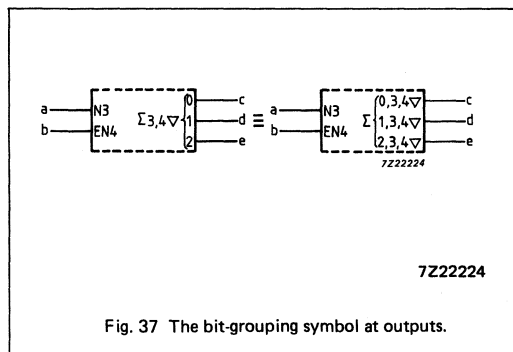 a N3 Σ3,4▽ 0 c ≡ a N3 Σ 0,3,4▽ c
b EN4 1 d b EN4 1,3,4▽ d
2 e 2,3,4▽ e
7Z22224
7Z22224
Fig. 37 The bit-grouping symbol at outputs.